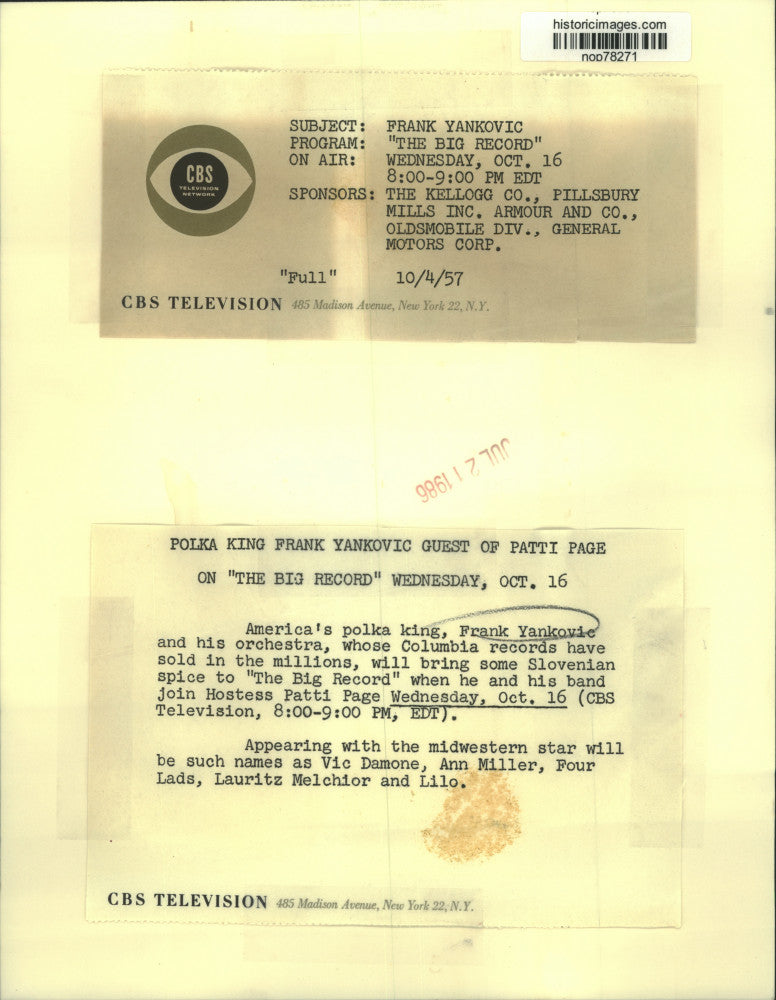 historicimages.com
nop78271
SUBJECT: FRANK YANKOVIC
PROGRAM: "THE BIG RECORD"
ON AIR: WEDNESDAY, OCT. 16
8:00-9:00 PM EDT
SPONSORS: THE KELLOGG CO., PILLSBURY
MILLS INC. ARMOUR AND CO.,
OLDSMOBILE DIV., GENERAL
MOTORS CORP.
CBS
TELEVISION
NETWORK
"Full" 10/4/57
CBS TELEVISION 485 Madison Avenue, New York 22, N.Y.
JUL 21 1986
POLKA KING FRANK YANKOVIC GUEST OF PATTI PAGE
ON "THE BIG RECORD" WEDNESDAY, OCT. 16
America's polka king, Frank Yankovic
and his orchestra, whose Columbia records have
sold in the millions, will bring some Slovenian
spice to "The Big Record" when he and his band
join Hostess Patti Page Wednesday, Oct. 16 (CBS
Television, 8:00-9:00 PM, EDT).
Appearing with the midwestern star will
be such names as Vic Damone, Ann Miller, Four
Lads, Lauritz Melchior and Lilo.
CBS TELEVISION 485 Madison Avenue, New York 22, N.Y.